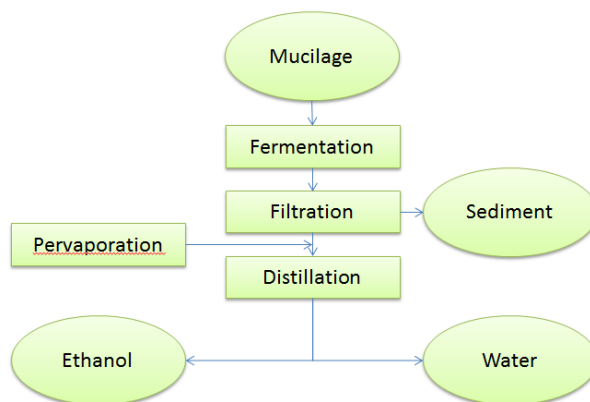 Mucilage
Fermentation
Filtration
Sediment
Pervaporation
Distillation
Ethanol
Water